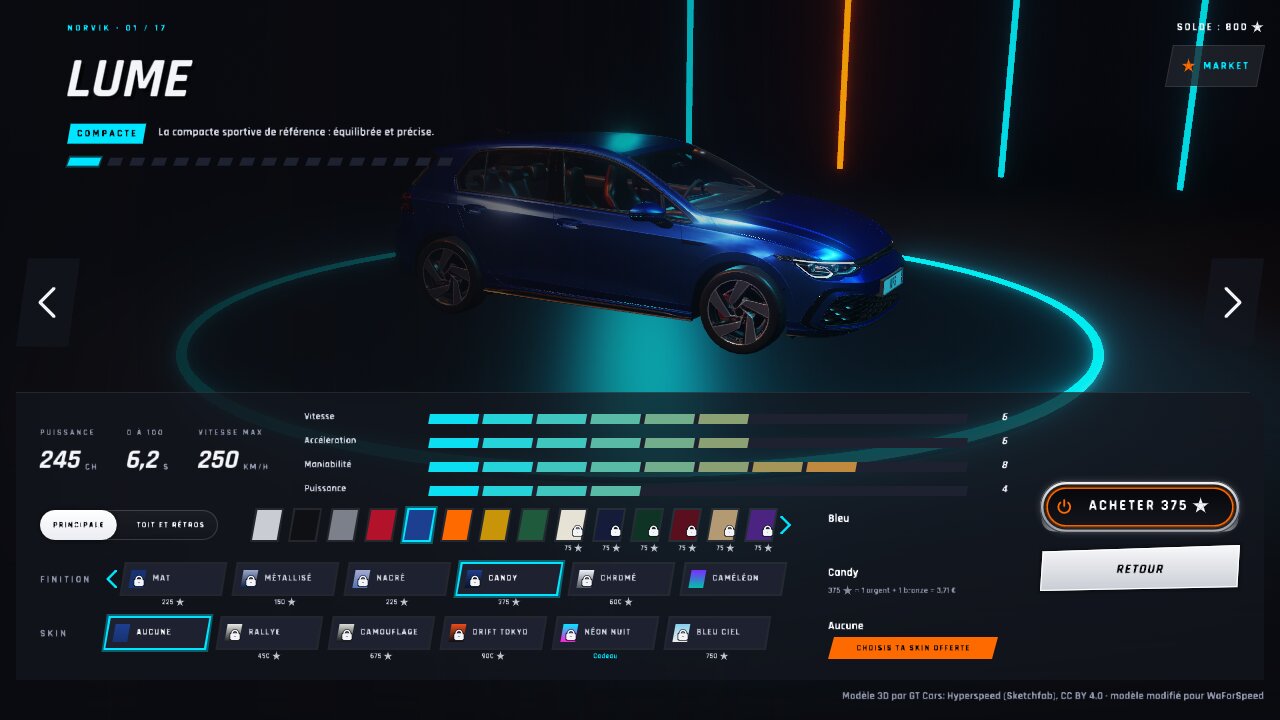 NORVIK · 01 / 17
SOLDE : 800 ★
LUME
★ MARKET
COMPACTE La compacte sportive de référence : équilibrée et précise.
Vitesse 6
PUISSANCE 0 À 100 VITESSE MAX
Accélération 6
245 CH 6,2 S 250 KM/H
Maniabilité 8
Puissance 4
ACHETER 375 ★
PRINCIPALE TOIT ET RÉTROS
Bleu
75 ★ 75 ★ 75 ★ 75 ★ 75 ★ 75 ★
RETOUR
FINITION MAT MÉTALLISÉ NACRÉ CANDY CHROMÉ CAMÉLÉON
Candy
375 ★ = 1 argent + 1 bronze = 3,71 €
225 ★ 150 ★ 225 ★ 375 ★ 600 ★
SKIN AUCUNE RALLYE CAMOUFLAGE DRIFT TOKYO NÉON NUIT BLEU CIEL
Aucune
CHOISIS TA SKIN OFFERTE
450 ★ 675 ★ 900 ★ Cadeau 750 ★
Modèle 3D par GT Cars: Hyperspeed (Sketchfab), CC BY 4.0 · modèle modifié pour WaForSpeed